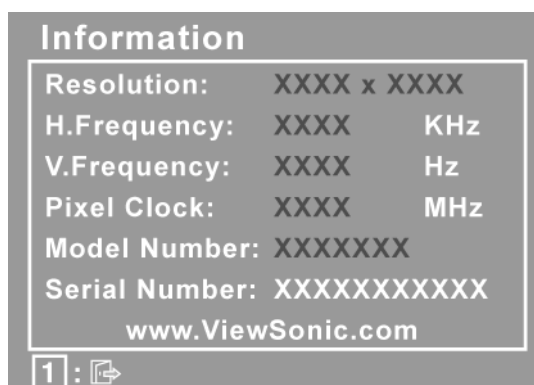 Information
Resolution: XXXX x XXXX
H.Frequency: XXXX KHz
V.Frequency: XXXX Hz
Pixel Clock: XXXX MHz
Model Number: XXXXXXX
Serial Number: XXXXXXXXXXX
www.ViewSonic.com
1 :